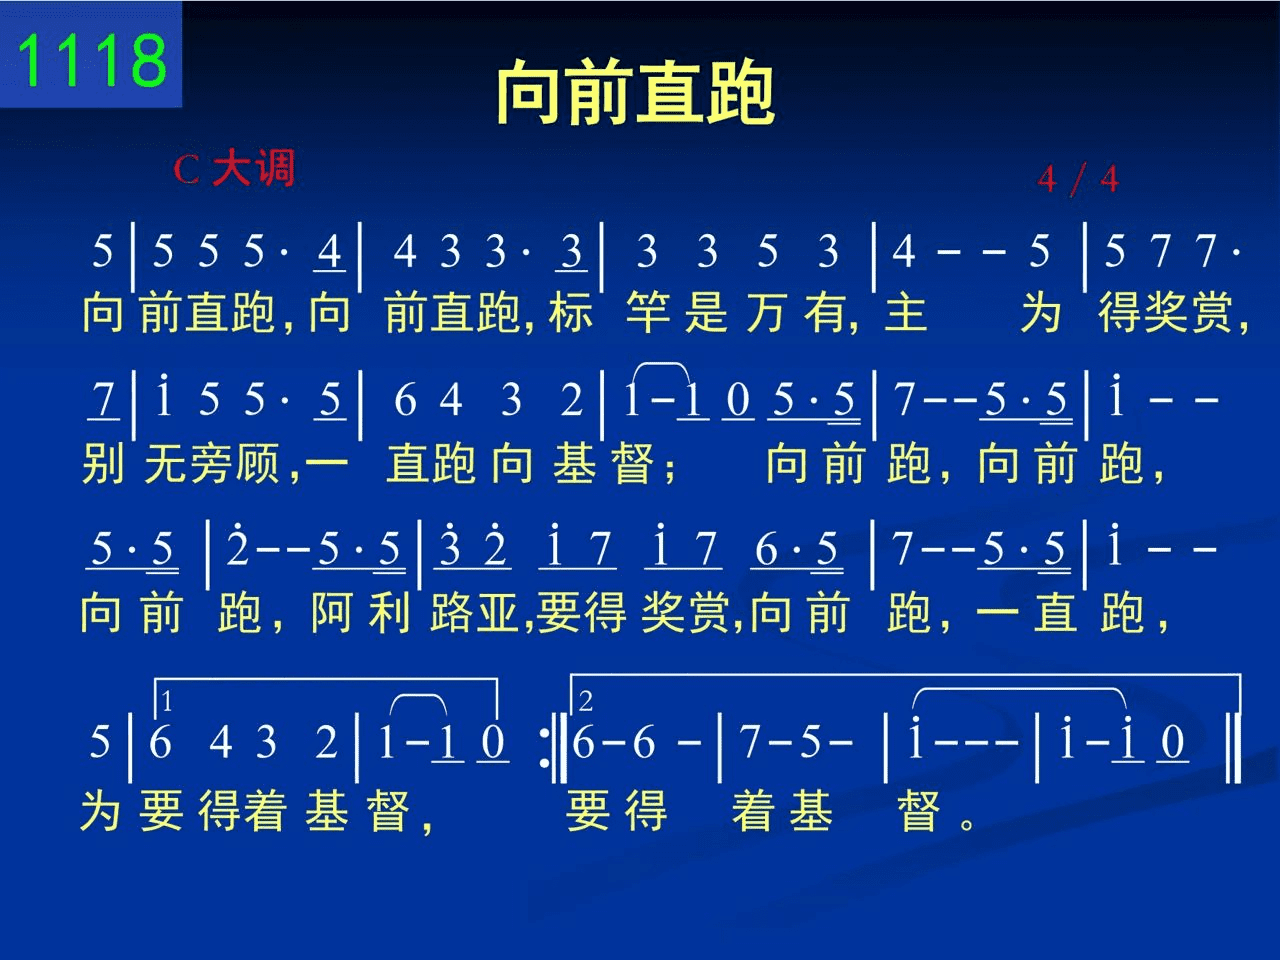 1118
向前直跑
C 大调 4 / 4
5 | 5 5 5 · 4 | 4 3 3 · 3 | 3 3 5 3 | 4 - - 5 | 5 7 7 ·
向 前直跑，向 前直跑，标 竿是万有，主 为 得奖赏，
7 | i 5 5 · 5 | 6 4 3 2 | 1 - 1 0 5 · 5 | 7 - - 5 · 5 | i - -
别 无旁顾，一 直跑向基督； 向前 跑，向前 跑，
5 · 5 | 2̇ - - 5 · 5 | 3̇ 2̇ i 7 i 7 6 · 5 | 7 - - 5 · 5 | i - -
向前 跑，阿利 路亚，要得奖赏，向前 跑，一直 跑，
1 2
5 | 6 4 3 2 | 1 - 1 0 :‖ 6 - 6 - | 7 - 5 - | i - - - | i - i 0 ‖
为 要得着基督， 要得 着基 督。